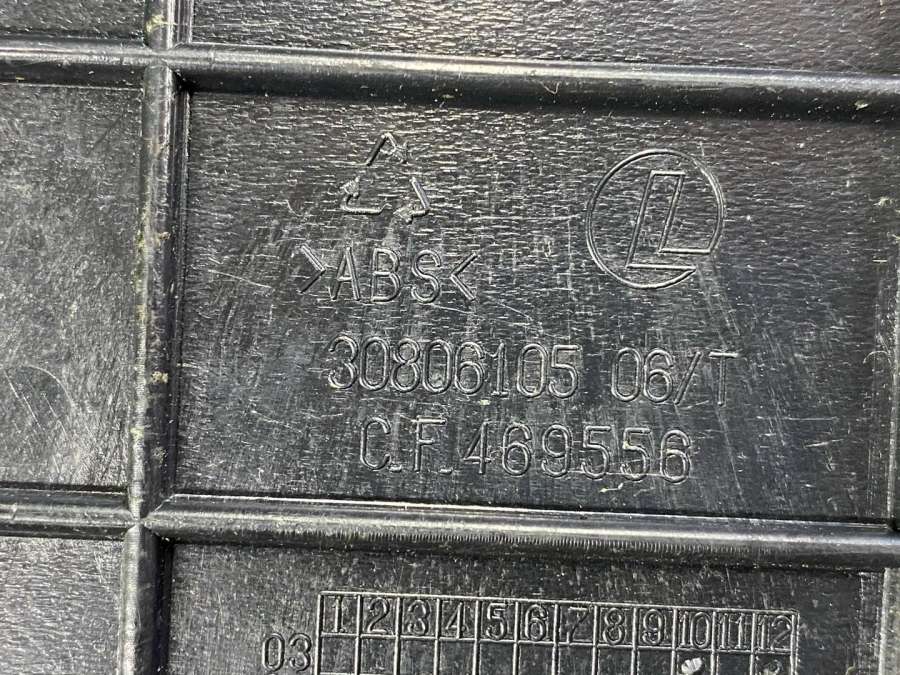 L
>ABS<
30806105 06/T
C.F.469556
1 2 3 4 5 6 7 8 9 10 11 12
03